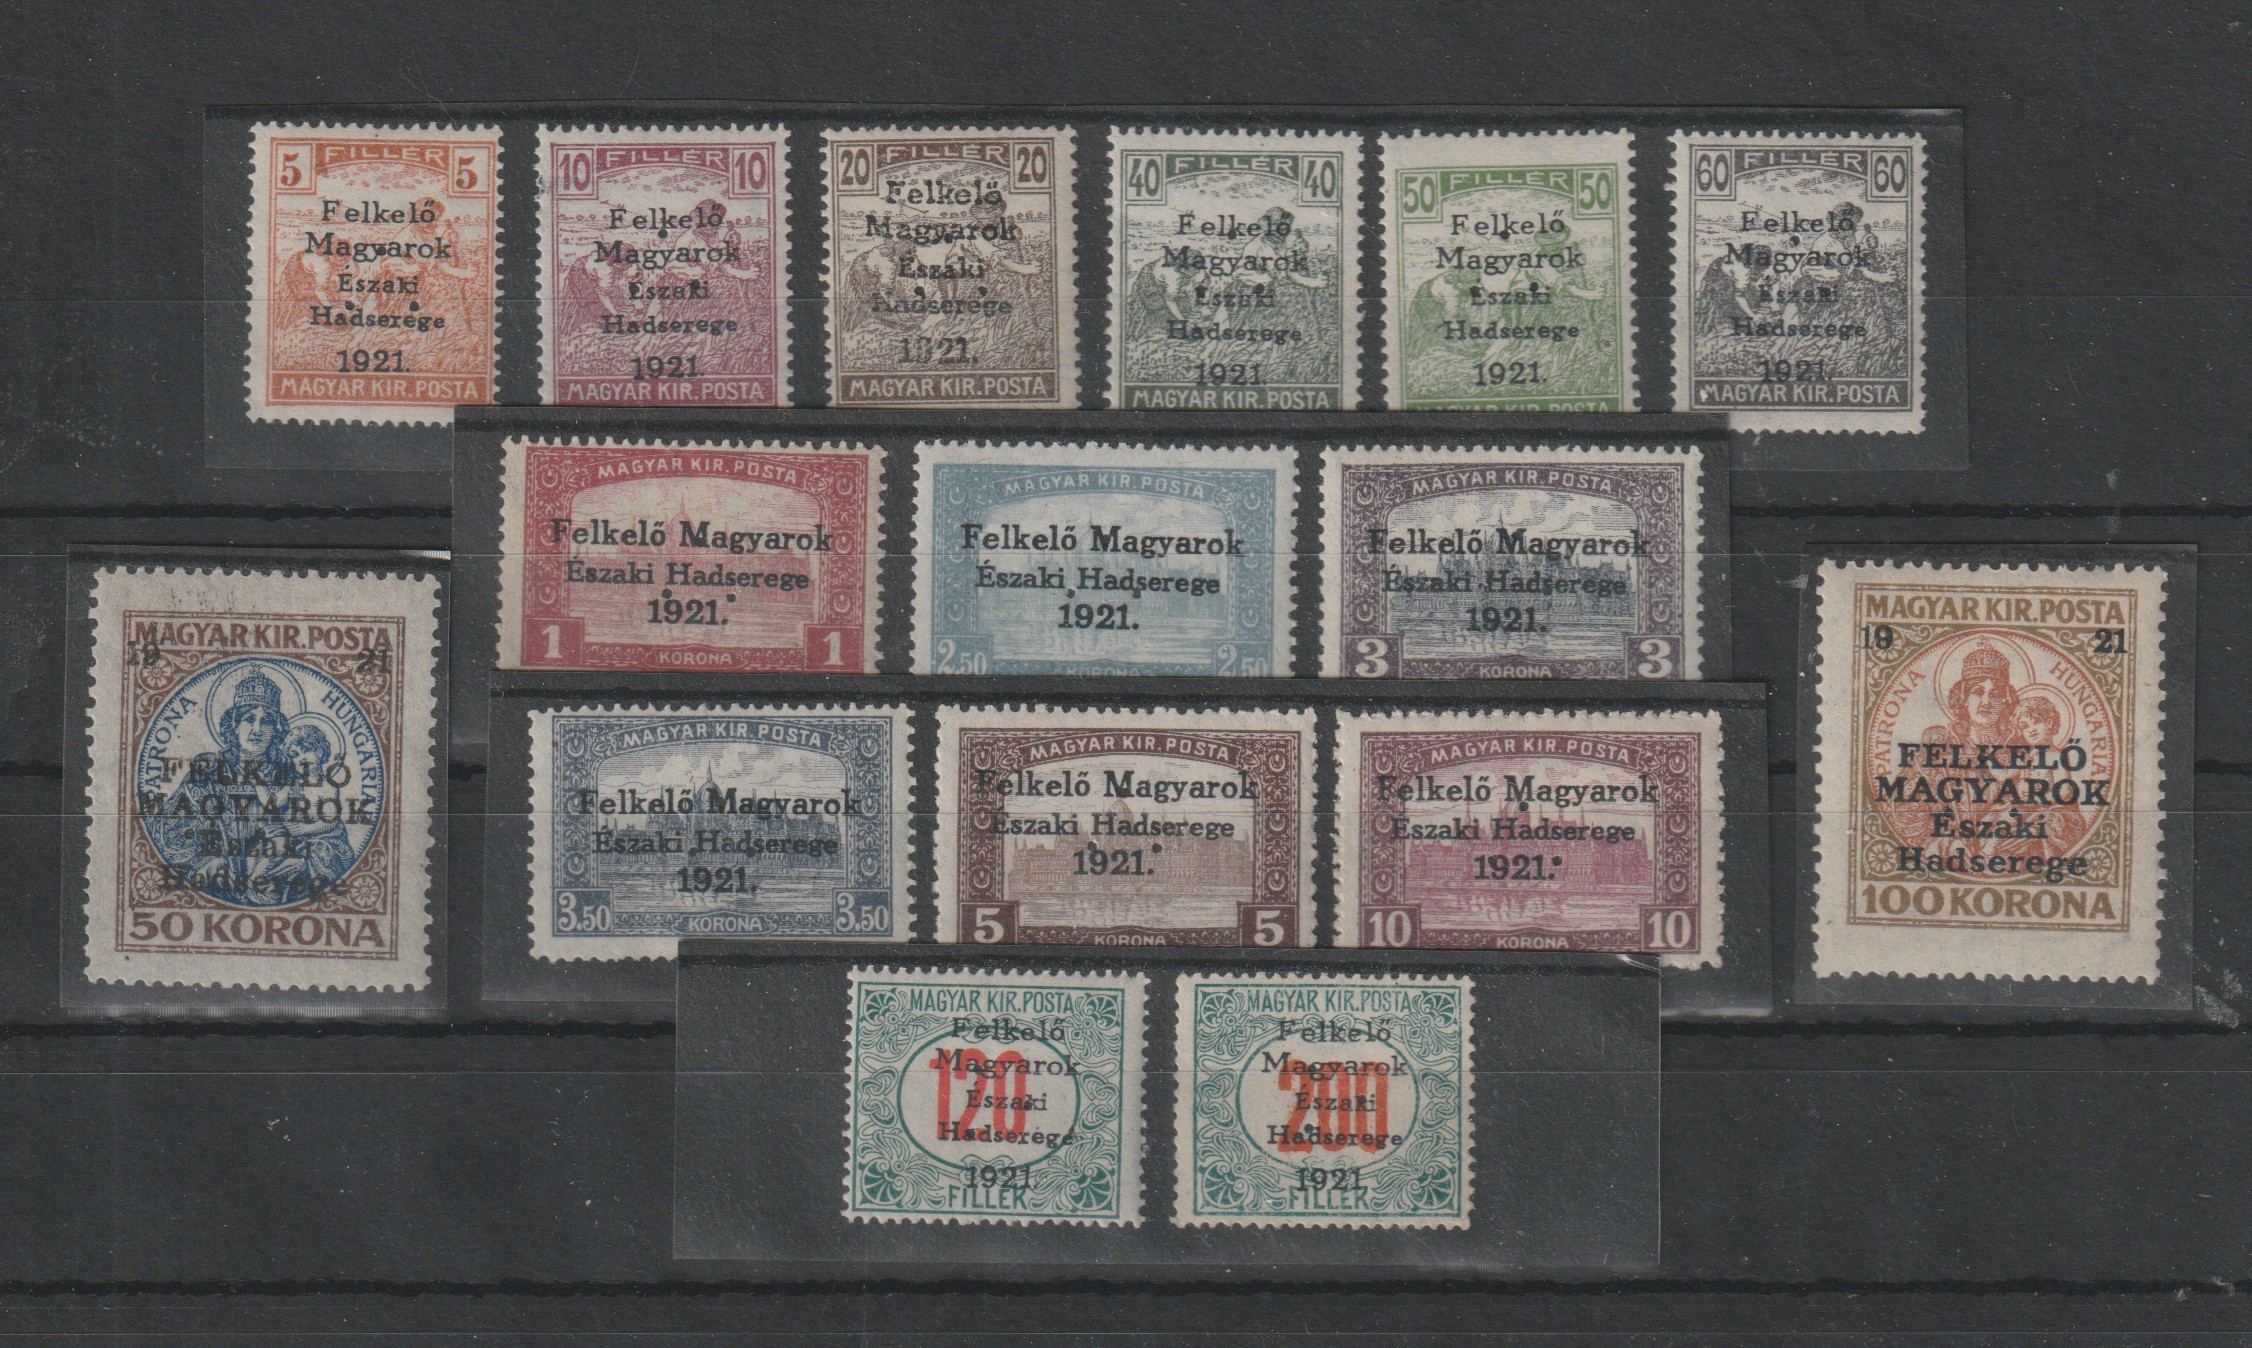 5 FILLÉR 5
Felkelő
Magyarok
Északi
Hadserege
1921.
MAGYAR KIR. POSTA
10 FILLÉR 10
Felkelő
Magyarok
Északi
Hadserege
1921.
MAGYAR KIR. POSTA
20 FILLÉR 20
Felkelő
Magyarok
Északi
Hadserege
1921.
MAGYAR KIR. POSTA
40 FILLÉR 40
Felkelő
Magyarok
Északi
Hadserege
1921.
MAGYAR KIR. POSTA
50 FILLÉR 50
Felkelő
Magyarok
Északi
Hadserege
1921.
MAGYAR KIR. POSTA
60 FILLÉR 60
Felkelő
Magyarok
Északi
Hadserege
1921.
MAGYAR KIR. POSTA
MAGYAR KIR. POSTA
Felkelő Magyarok
Északi Hadserege
1921.
1 KORONA 1
MAGYAR KIR. POSTA
Felkelő Magyarok
Északi Hadserege
1921.
2,50 KORONA 2,50
MAGYAR KIR. POSTA
Felkelő Magyarok
Északi Hadserege
1921.
3 KORONA 3
MAGYAR KIR. POSTA
19 21
PATRONA HUNGARIAE
FELKELŐ
MAGYAROK
Északi
Hadserege
50 KORONA
MAGYAR KIR. POSTA
Felkelő Magyarok
Északi Hadserege
1921.
3,50 KORONA 3,50
MAGYAR KIR. POSTA
Felkelő Magyarok
Északi Hadserege
1921.
5 KORONA 5
MAGYAR KIR. POSTA
Felkelő Magyarok
Északi Hadserege
1921.
10 KORONA 10
MAGYAR KIR. POSTA
19 21
PATRONA HUNGARIAE
FELKELŐ
MAGYAROK
Északi
Hadserege
100 KORONA
MAGYAR KIR. POSTA
Felkelő
Magyarok
120
Északi
Hadserege
1921.
FILLÉR
MAGYAR KIR. POSTA
Felkelő
Magyarok
200
Északi
Hadserege
1921.
FILLÉR